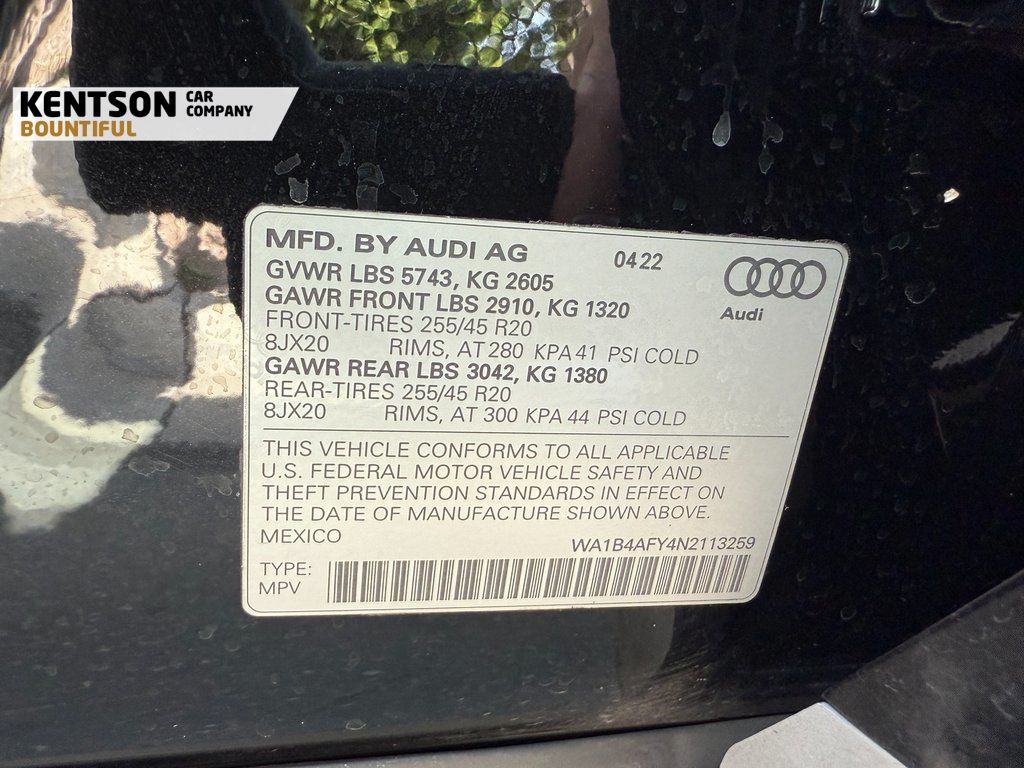 KENTSON CAR COMPANY
BOUNTIFUL
MFD. BY AUDI AG 0422
GVWR LBS 5743, KG 2605
GAWR FRONT LBS 2910, KG 1320
Audi
FRONT-TIRES 255/45 R20
8JX20 RIMS, AT 280 KPA 41 PSI COLD
GAWR REAR LBS 3042, KG 1380
REAR-TIRES 255/45 R20
8JX20 RIMS, AT 300 KPA 44 PSI COLD
THIS VEHICLE CONFORMS TO ALL APPLICABLE
U.S. FEDERAL MOTOR VEHICLE SAFETY AND
THEFT PREVENTION STANDARDS IN EFFECT ON
THE DATE OF MANUFACTURE SHOWN ABOVE.
MEXICO WA1B4AFY4N2113259
TYPE:
MPV